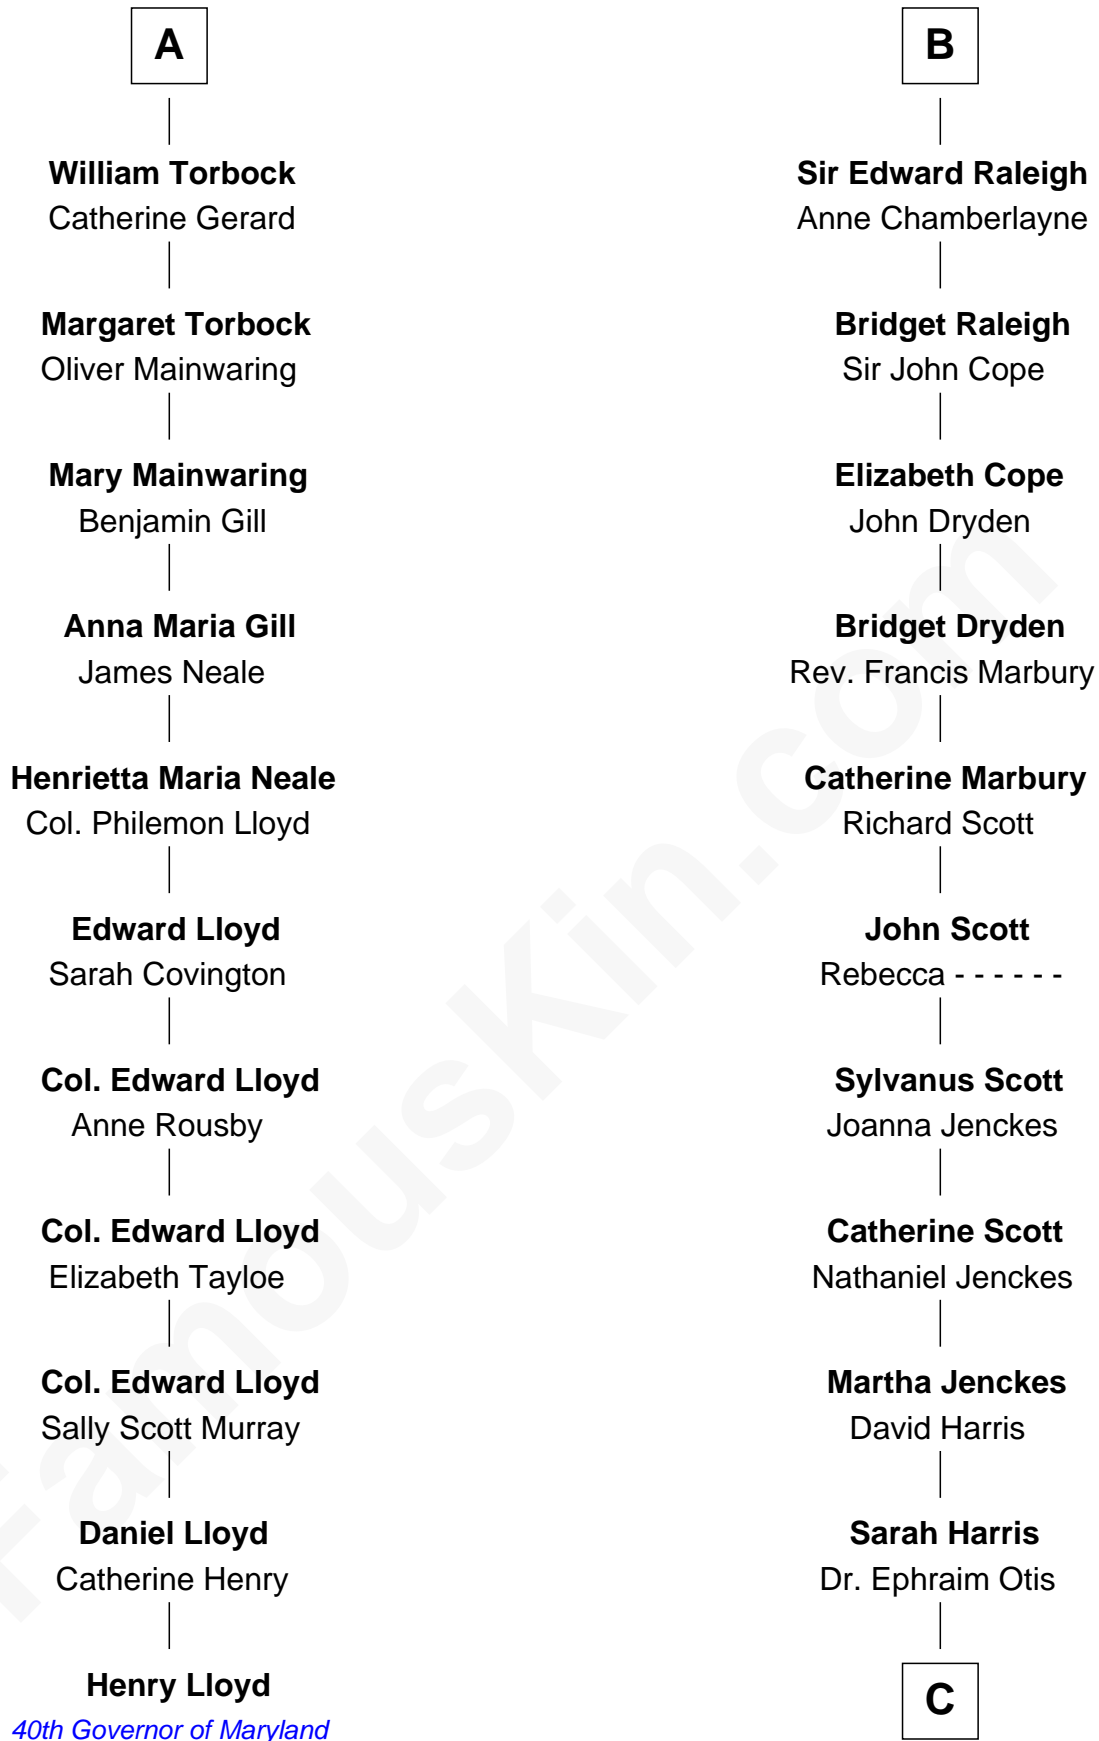 A
William Torbock
Catherine Gerard
Margaret Torbock
Oliver Mainwaring
Mary Mainwaring
Benjamin Gill
Anna Maria Gill
James Neale
Henrietta Maria Neale
Col. Philemon Lloyd
Edward Lloyd
Sarah Covington
Col. Edward Lloyd
Anne Rousby
Col. Edward Lloyd
Elizabeth Tayloe
Col. Edward Lloyd
Sally Scott Murray
Daniel Lloyd
Catherine Henry
Henry Lloyd
40th Governor of Maryland
B
Sir Edward Raleigh
Anne Chamberlayne
Bridget Raleigh
Sir John Cope
Elizabeth Cope
John Dryden
Bridget Dryden
Rev. Francis Marbury
Catherine Marbury
Richard Scott
John Scott
Rebecca - - - - - -
Sylvanus Scott
Joanna Jenckes
Catherine Scott
Nathaniel Jenckes
Martha Jenckes
David Harris
Sarah Harris
Dr. Ephraim Otis
C
FamousKin.com